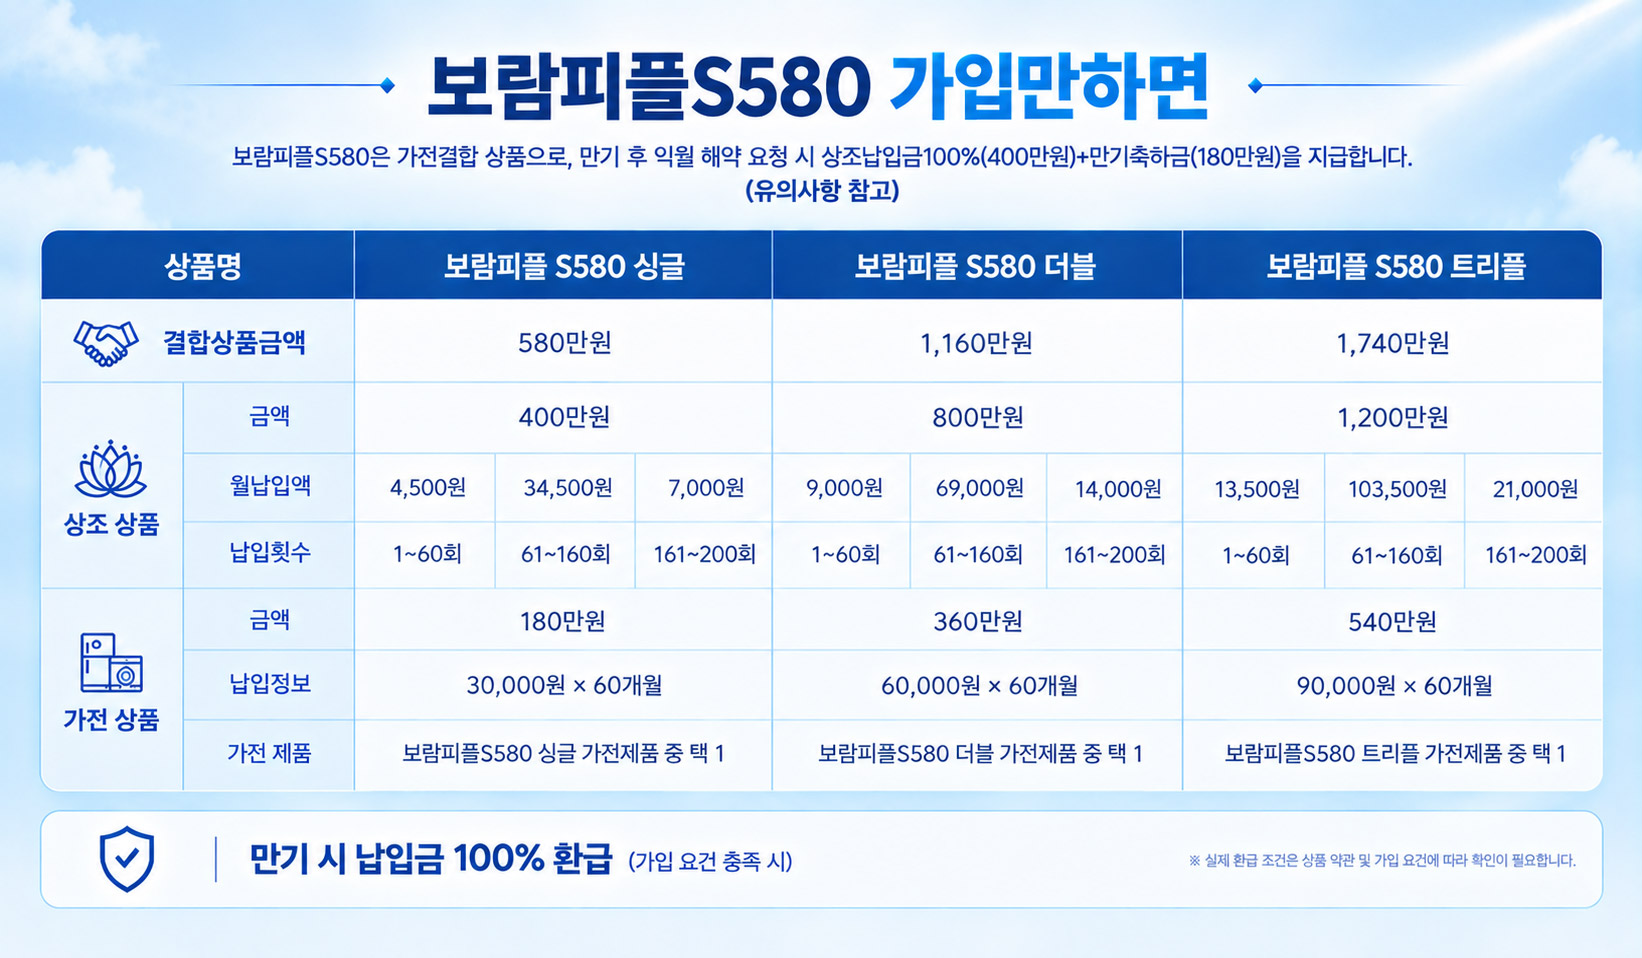 보람피플S580 가입만하면
보람피플S580은 가전결합 상품으로, 만기 후 익월 해약 요청 시 상조납입금100%(400만원)+만기축하금(180만원)을 지급합니다.
(유의사항 참고)
상품명 보람피플 S580 싱글 보람피플 S580 더블 보람피플 S580 트리플
결합상품금액 580만원 1,160만원 1,740만원
상조 상품
금액 400만원 800만원 1,200만원
월납입액 4,500원 34,500원 7,000원 9,000원 69,000원 14,000원 13,500원 103,500원 21,000원
납입횟수 1~60회 61~160회 161~200회 1~60회 61~160회 161~200회 1~60회 61~160회 161~200회
가전 상품
금액 180만원 360만원 540만원
납입정보 30,000원 × 60개월 60,000원 × 60개월 90,000원 × 60개월
가전 제품 보람피플S580 싱글 가전제품 중 택 1 보람피플S580 더블 가전제품 중 택 1 보람피플S580 트리플 가전제품 중 택 1
만기 시 납입금 100% 환급 (가입 요건 충족 시)
※ 실제 환급 조건은 상품 약관 및 가입 요건에 따라 확인이 필요합니다.